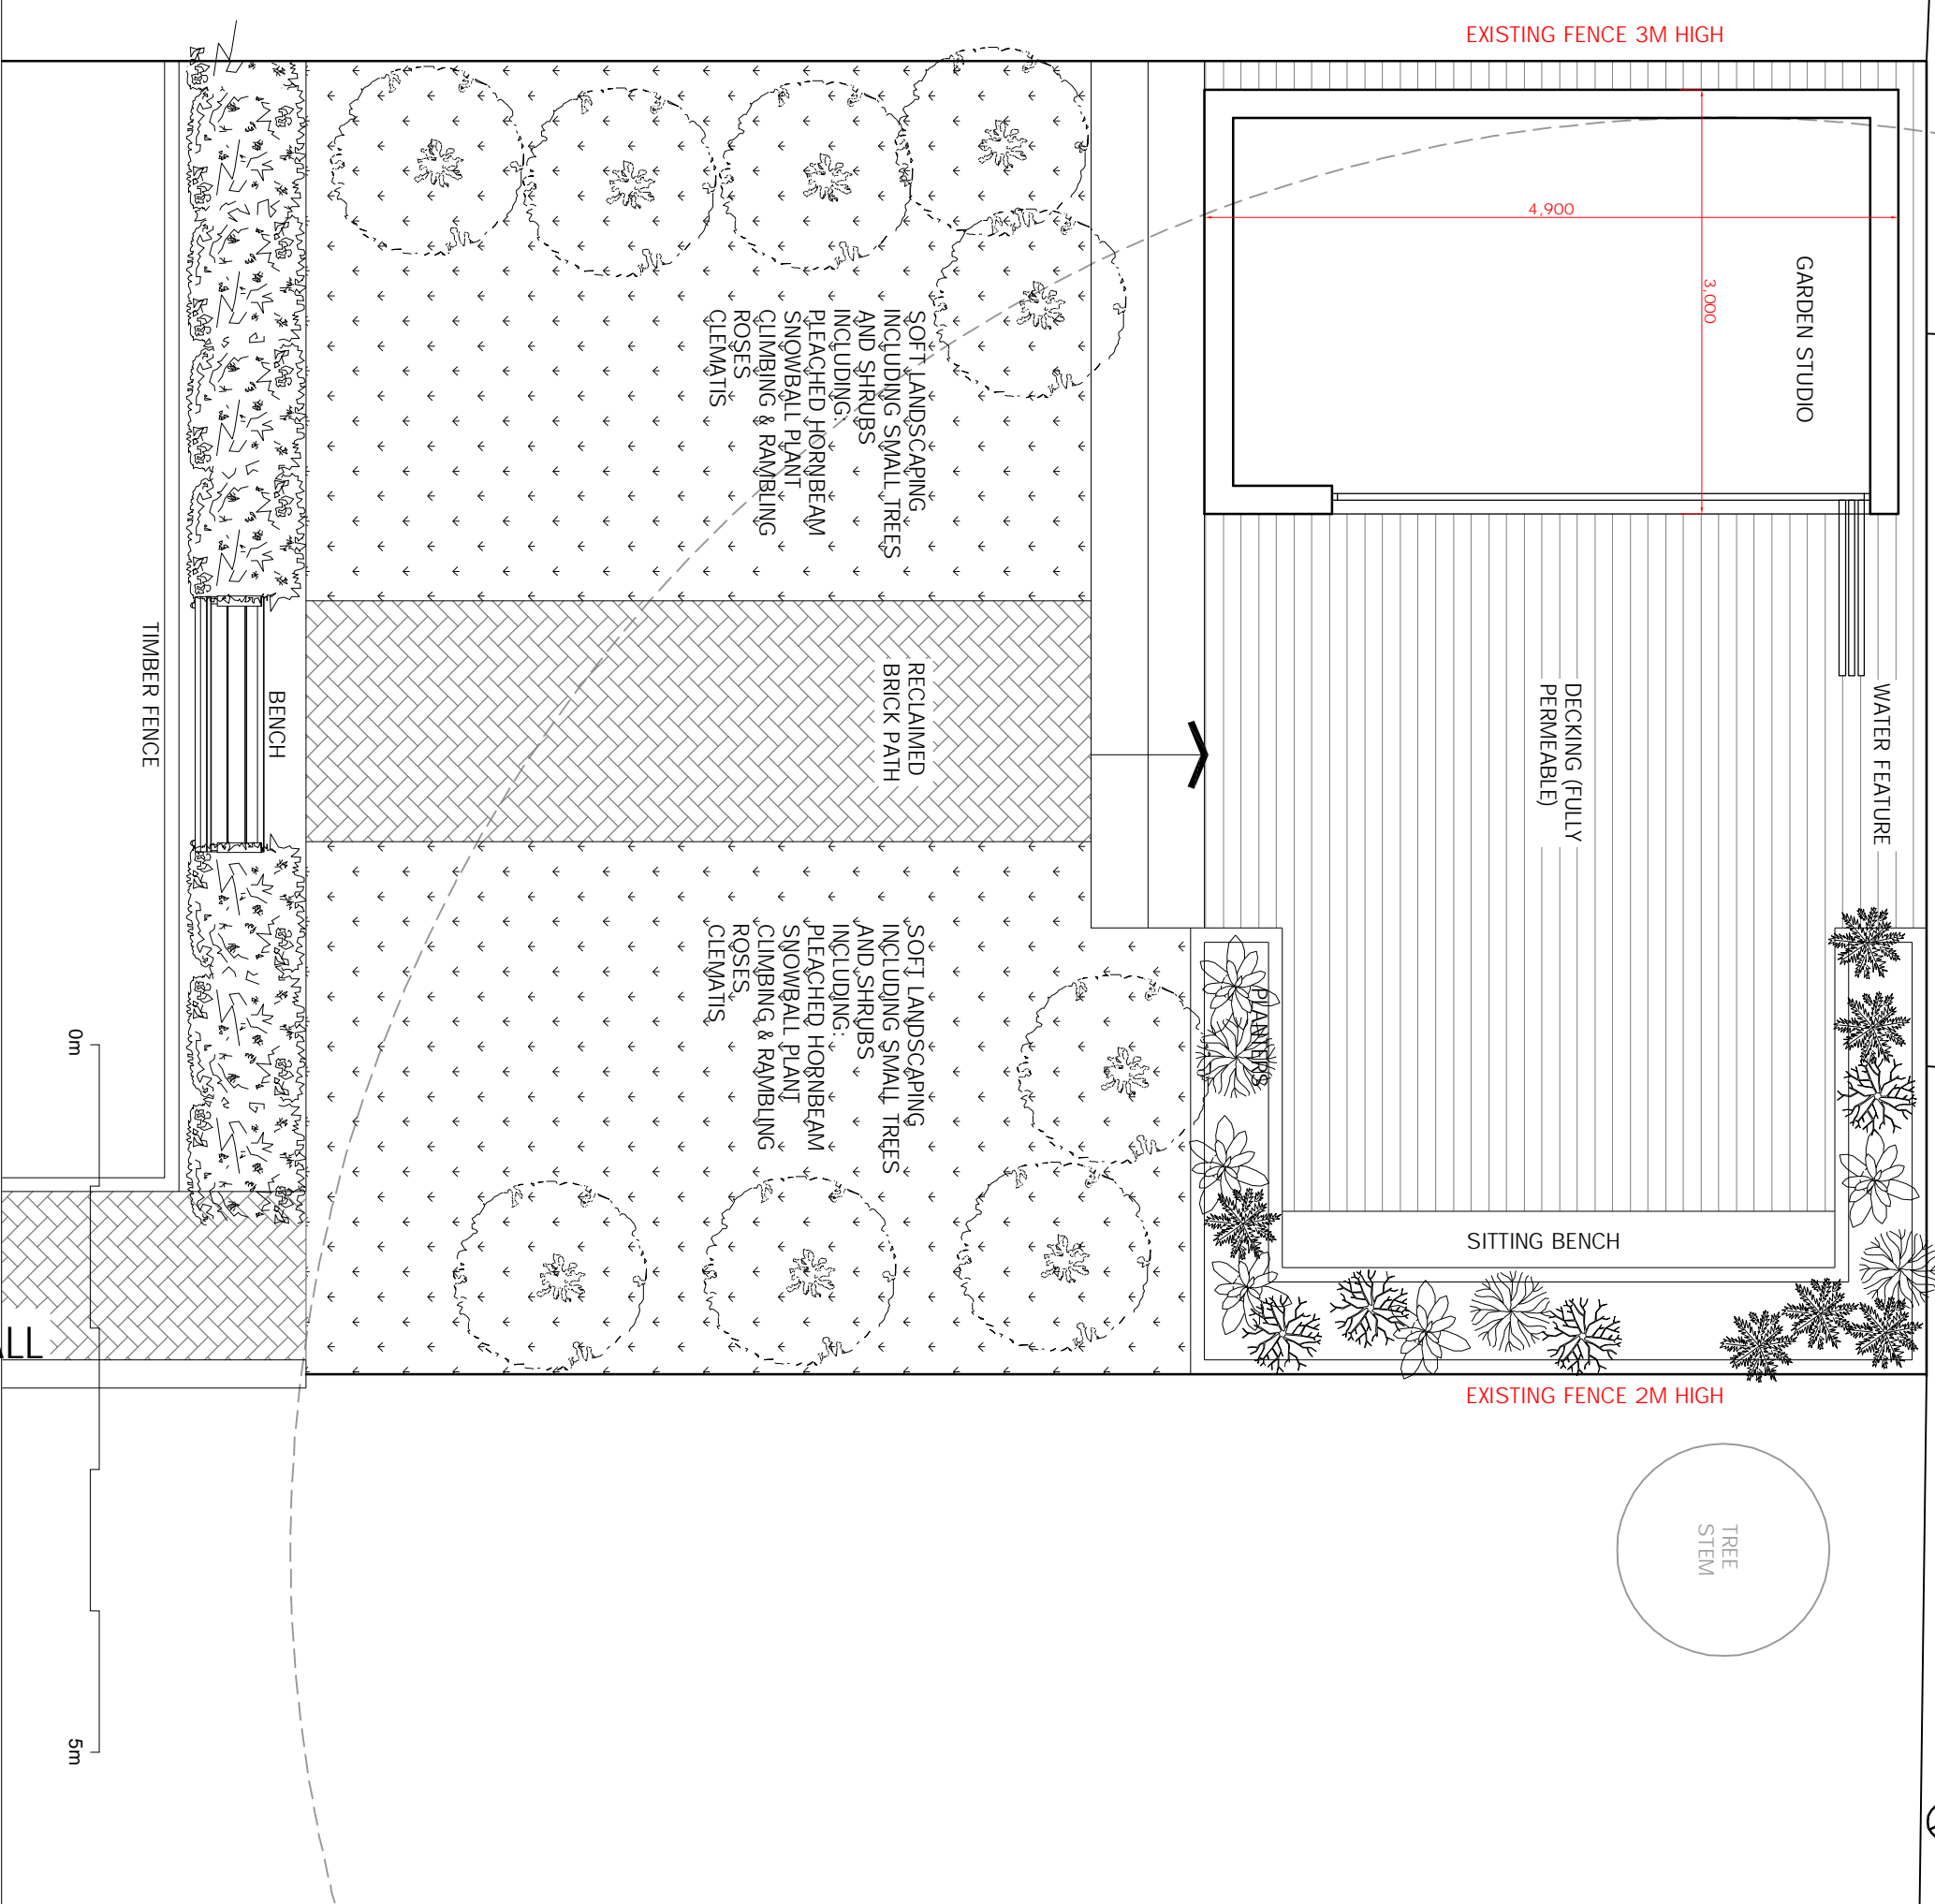 EXISTING FENCE 3M HIGH
4,900
3,000
GARDEN STUDIO
SOFT LANDSCAPING
INCLUDING SMALL TREES
AND SHRUBS
INCLUDING:
PLEACHED HORNBEAM
SNOWBALL PLANT
CLIMBING & RAMBLING
ROSES
CLEMATIS
TIMBER FENCE
BENCH
RECLAIMED
BRICK PATH
DECKING (FULLY
PERMEABLE)
WATER FEATURE
SOFT LANDSCAPING
INCLUDING SMALL TREES
AND SHRUBS
INCLUDING:
PLEACHED HORNBEAM
SNOWBALL PLANT
CLIMBING & RAMBLING
ROSES
CLEMATIS
PLANTERS
SITTING BENCH
0m
5m
LL
EXISTING FENCE 2M HIGH
TREE
STEM